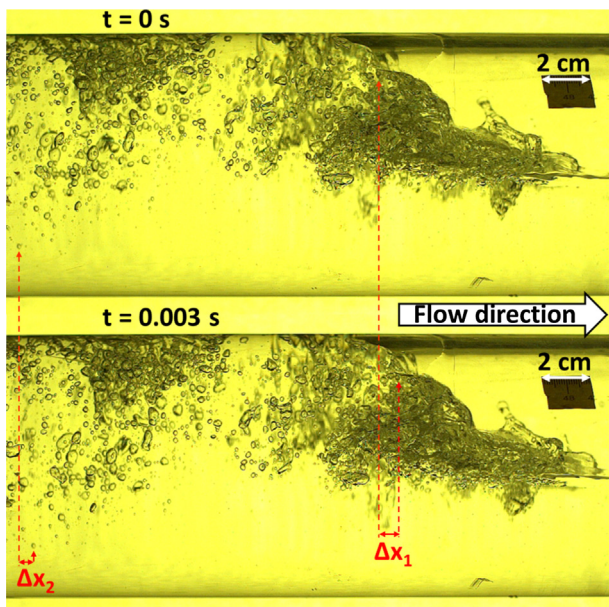 t = 0 s
2 cm
t = 0.003 s
Flow direction
2 cm
Δx₂
Δx₁